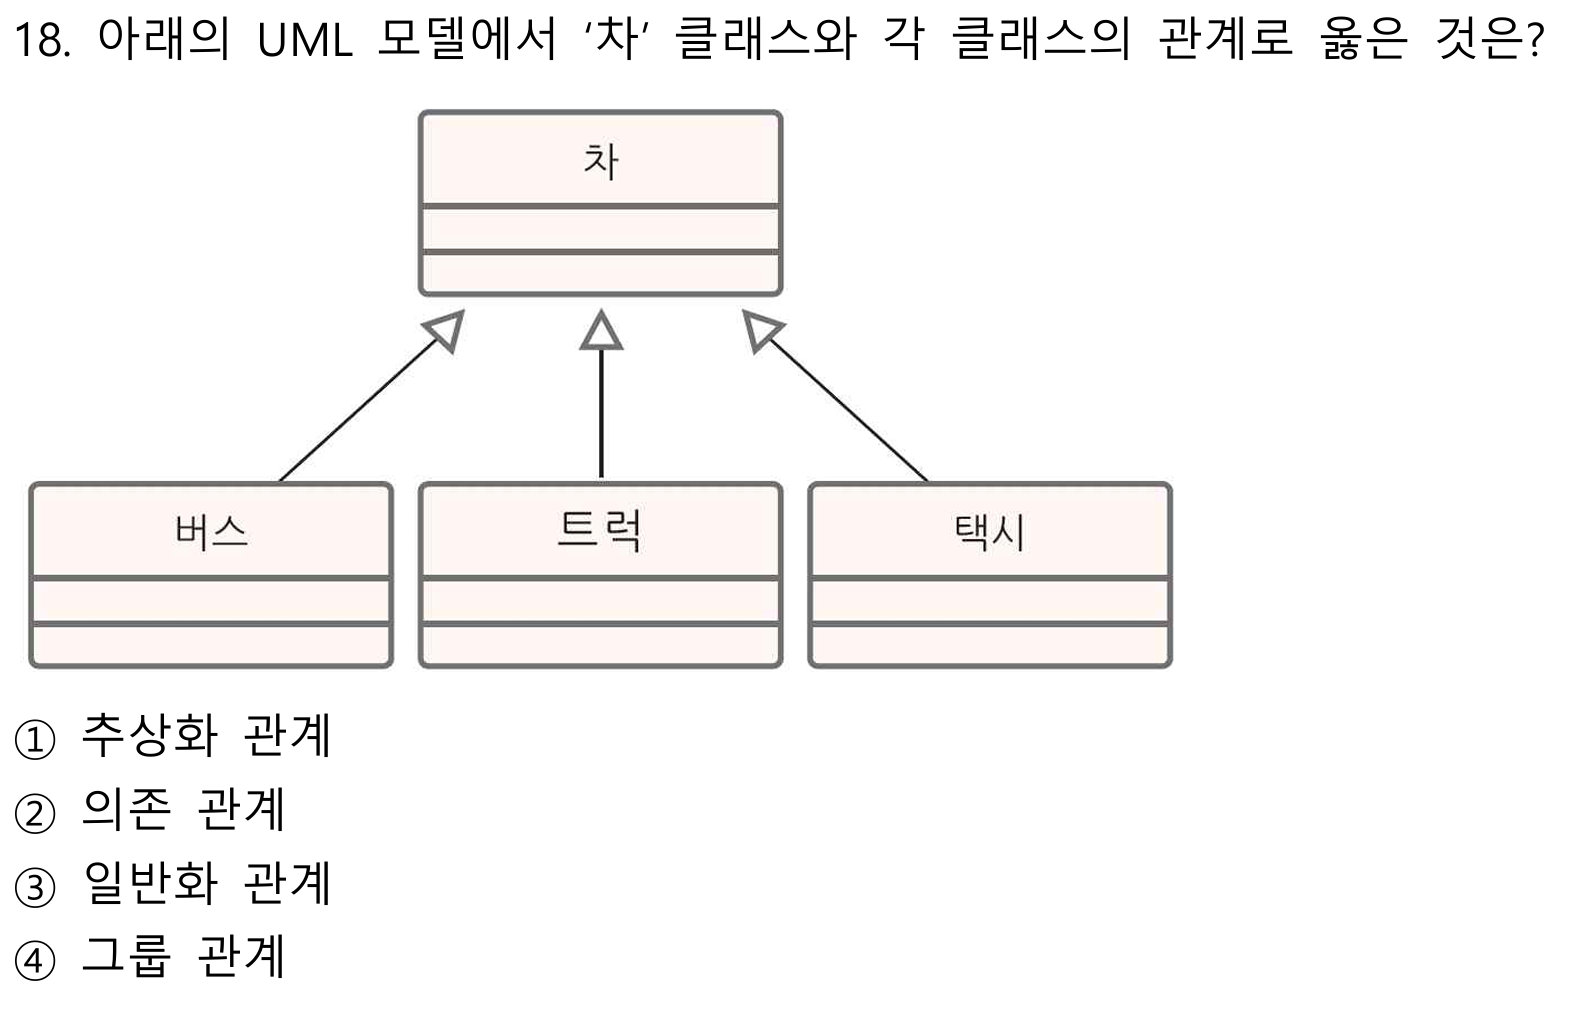 18. 아래의 UML 모델에서 ‘차’ 클래스와 각 클래스의 관계로 옳은 것은?
차
버스 트럭 택시
① 추상화 관계
② 의존 관계
③ 일반화 관계
④ 그룹 관계